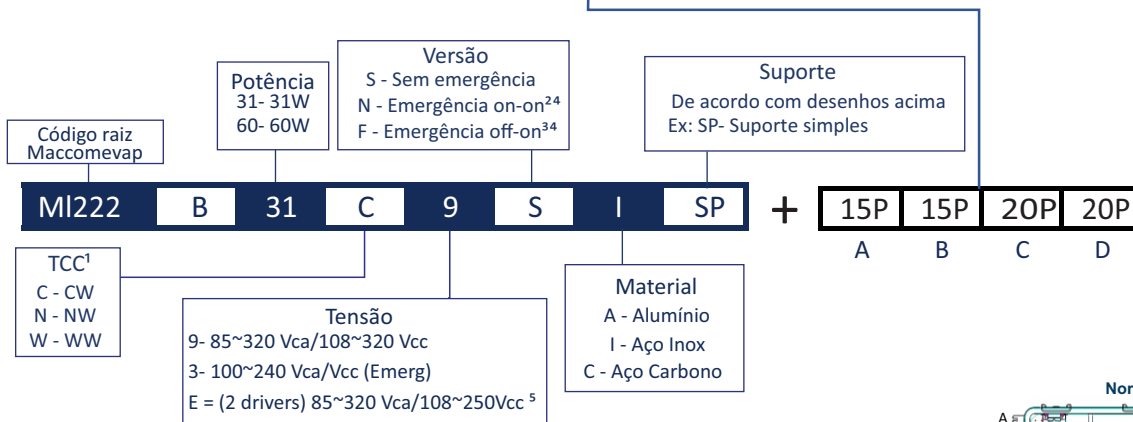 Versão
S - Sem emergência
N - Emergência on-on²⁴
F - Emergência off-on³⁴
Potência
31- 31W
60- 60W
Suporte
De acordo com desenhos acima
Ex: SP- Suporte simples
Código raiz
Maccomevap
Ml222 B 31 C 9 S I SP + 15P 15P 20P 20P
A B C D
TCC¹
C - CW
N - NW
W - WW
Tensão
9- 85~320 Vca/108~320 Vcc
3- 100~240 Vca/Vcc (Emerg)
E = (2 drivers) 85~320 Vca/108~250Vcc ⁵
Material
A - Alumínio
I - Aço Inox
C - Aço Carbono
Nor
A